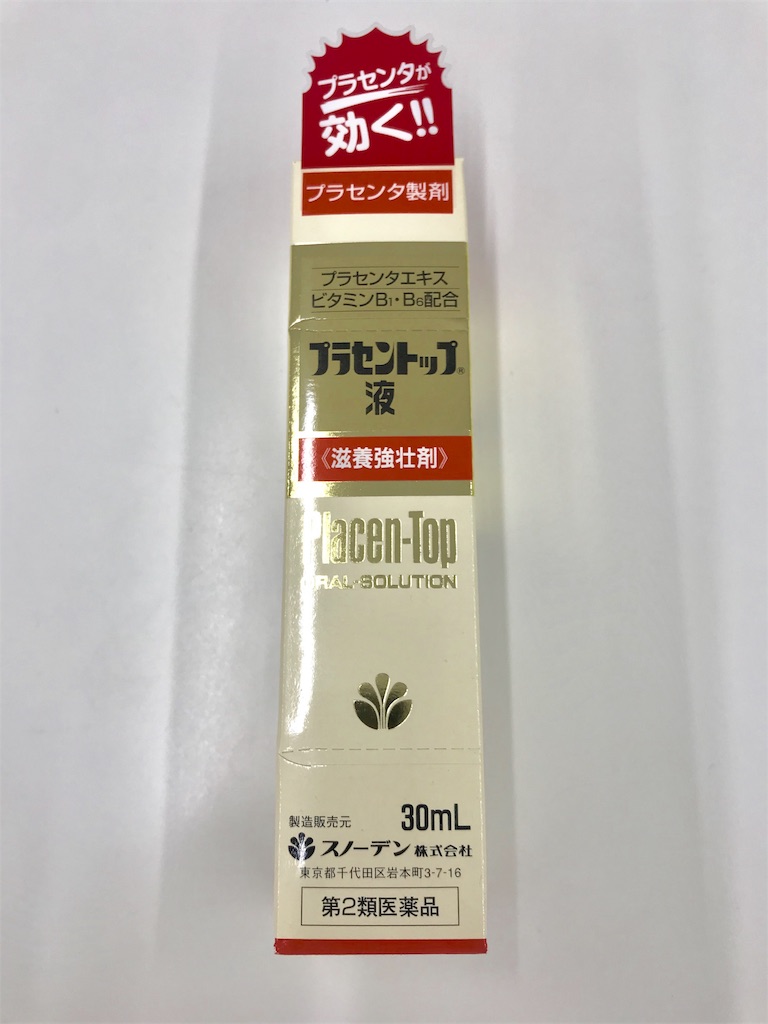 プラセンタが
効く!!
プラセンタ製剤
プラセンタエキス
ビタミンB₁・B₆配合
プラセントップ®
液
《滋養強壮剤》
Placen-Top
ORAL-SOLUTION
製造販売元
30mL
スノーデン株式会社
東京都千代田区岩本町3-7-16
第2類医薬品